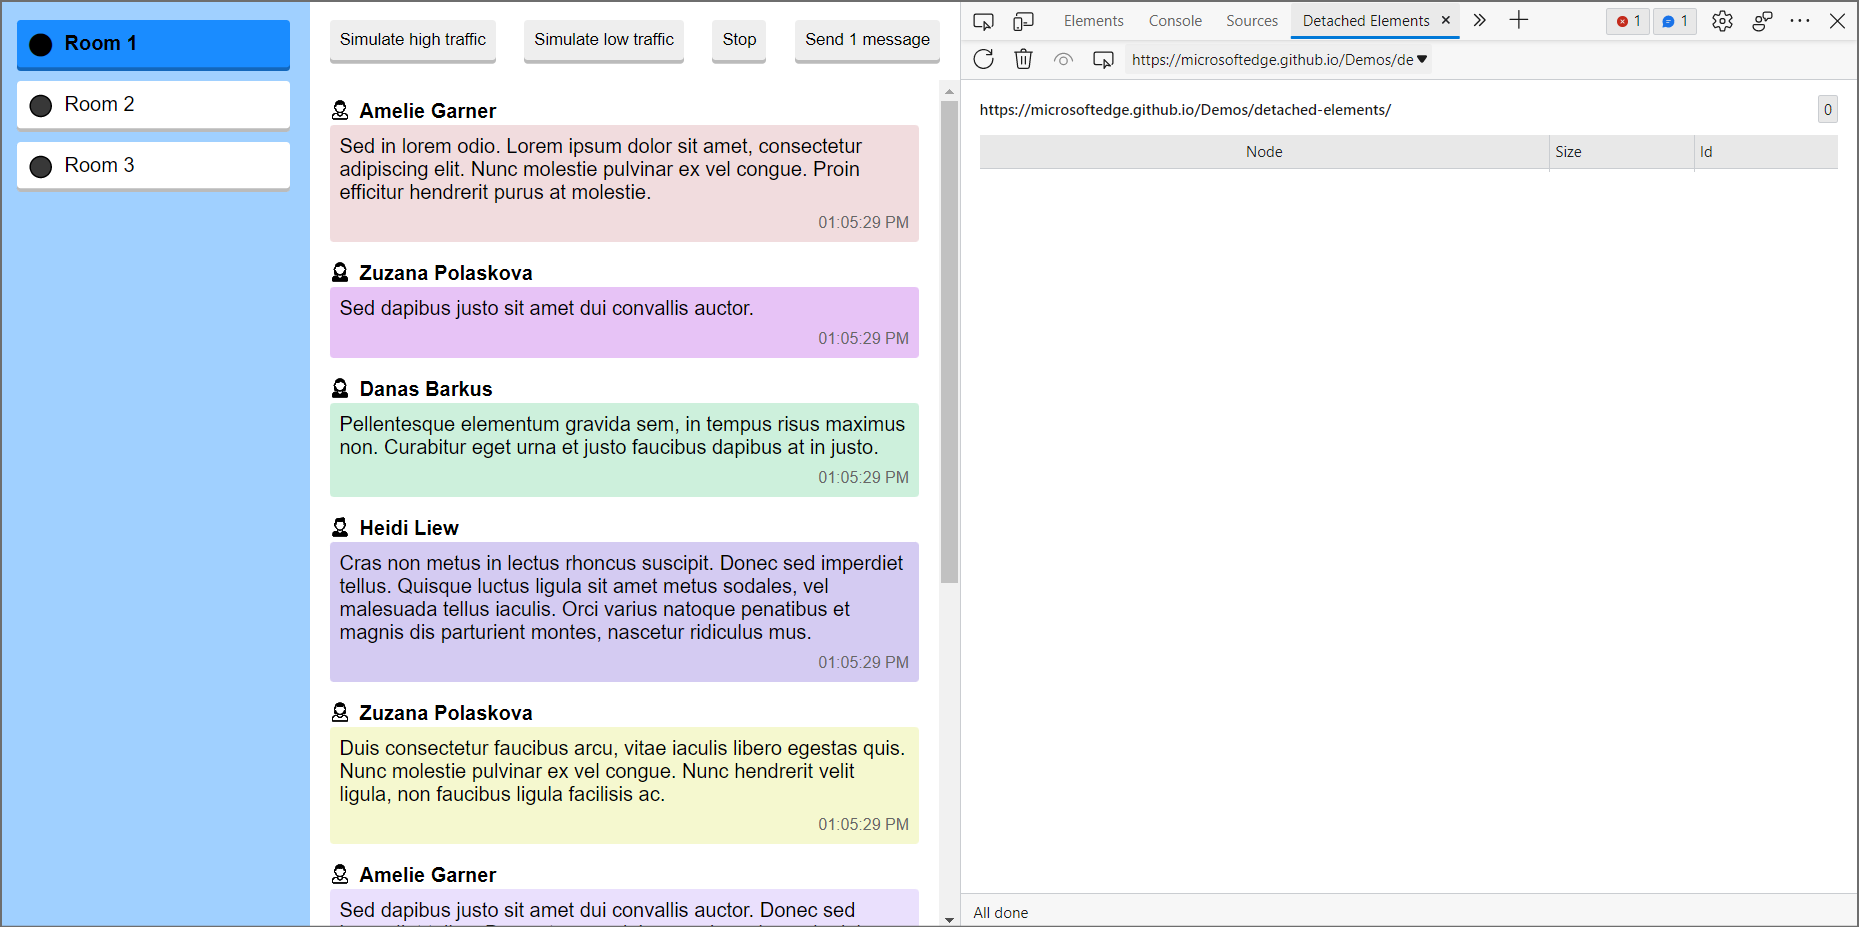 Room 1
Room 2
Room 3
Simulate high traffic
Simulate low traffic
Stop
Send 1 message
Amelie Garner
Sed in lorem odio. Lorem ipsum dolor sit amet, consectetur
adipiscing elit. Nunc molestie pulvinar ex vel congue. Proin
efficitur hendrerit purus at molestie.
01:05:29 PM
Zuzana Polaskova
Sed dapibus justo sit amet dui convallis auctor.
01:05:29 PM
Danas Barkus
Pellentesque elementum gravida sem, in tempus risus maximus
non. Curabitur eget urna et justo faucibus dapibus at in justo.
01:05:29 PM
Heidi Liew
Cras non metus in lectus rhoncus suscipit. Donec sed imperdiet
tellus. Quisque luctus ligula sit amet metus sodales, vel
malesuada tellus iaculis. Orci varius natoque penatibus et
magnis dis parturient montes, nascetur ridiculus mus.
01:05:29 PM
Zuzana Polaskova
Duis consectetur faucibus arcu, vitae iaculis libero egestas quis.
Nunc molestie pulvinar ex vel congue. Nunc hendrerit velit
ligula, non faucibus ligula facilisis ac.
01:05:29 PM
Amelie Garner
Sed dapibus justo sit amet dui convallis auctor. Donec sed
Elements
Console
Sources
Detached Elements
1
1
https://microsoftedge.github.io/Demos/de
https://microsoftedge.github.io/Demos/detached-elements/
0
Node
Size
Id
All done